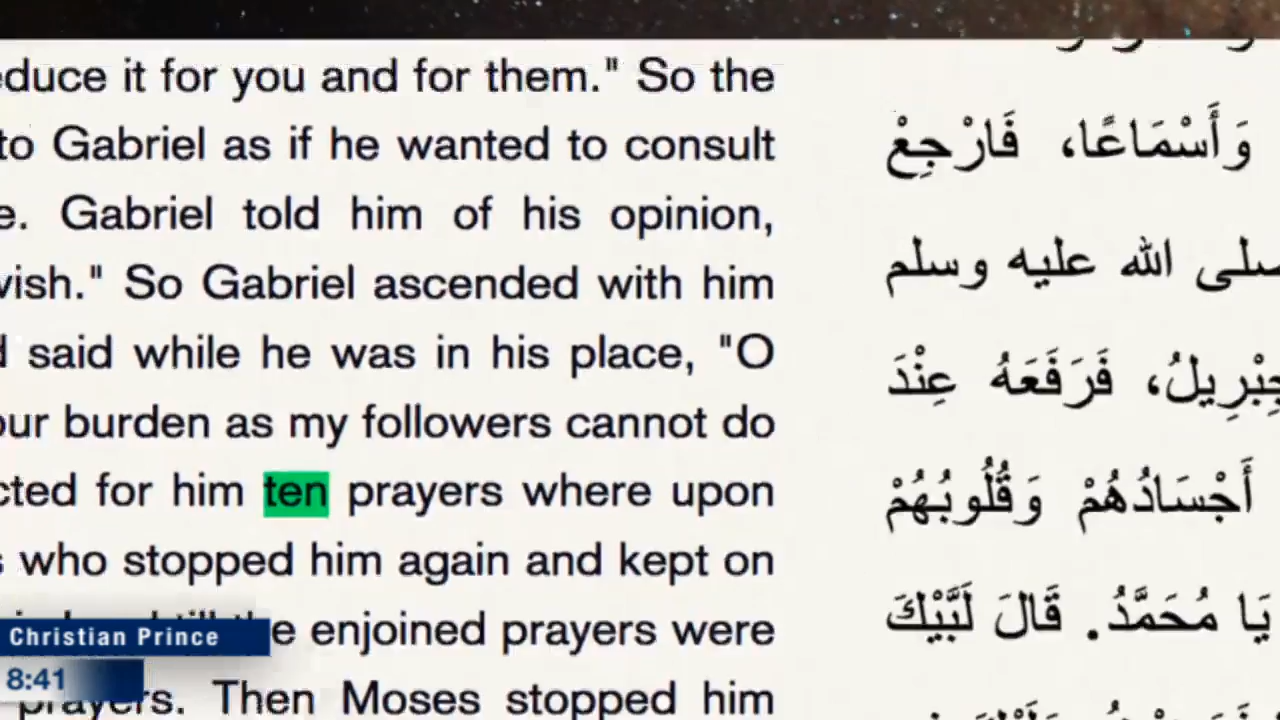 educe it for you and for them." So the
to Gabriel as if he wanted to consult
e. Gabriel told him of his opinion,
wish." So Gabriel ascended with him
d said while he was in his place, "O
our burden as my followers cannot do
cted for him ten prayers where upon
s who stopped him again and kept on
till the enjoined prayers were
prayers. Then Moses stopped him
وَأَسْمَاعًا، فَارْجِعْ
صلى الله عليه وسلم
جِبْرِيلُ، فَرَفَعَهُ عِنْدَ
أَجْسَادُهُمْ وَقُلُوبُهُمْ
يَا مُحَمَّدُ. قَالَ لَبَّيْكَ
Christian Prince
8:41